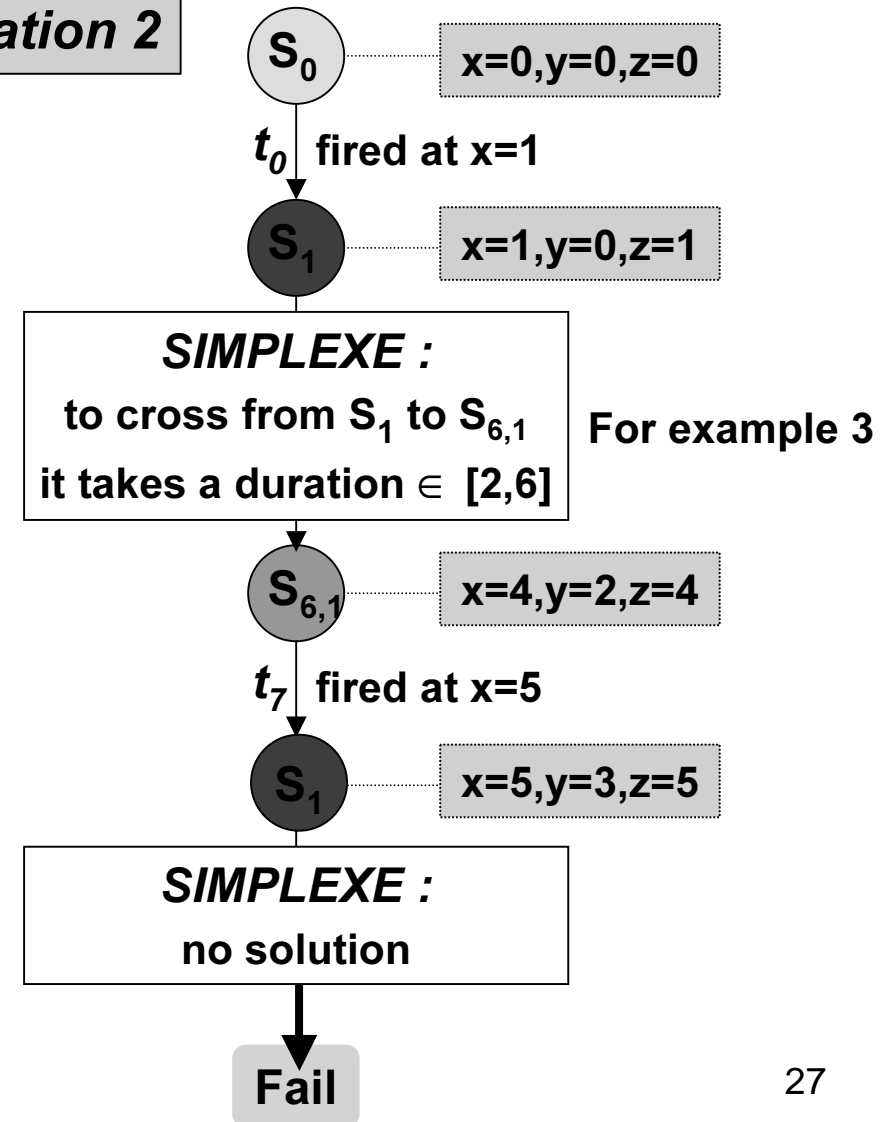 ation 2
S0
x=0,y=0,z=0
t0 fired at x=1
S1
x=1,y=0,z=1
SIMPLEXE :
to cross from S1 to S6,1
it takes a duration ∈ [2,6]
For example 3
S6,1
x=4,y=2,z=4
t7 fired at x=5
S1
x=5,y=3,z=5
SIMPLEXE :
no solution
Fail
27